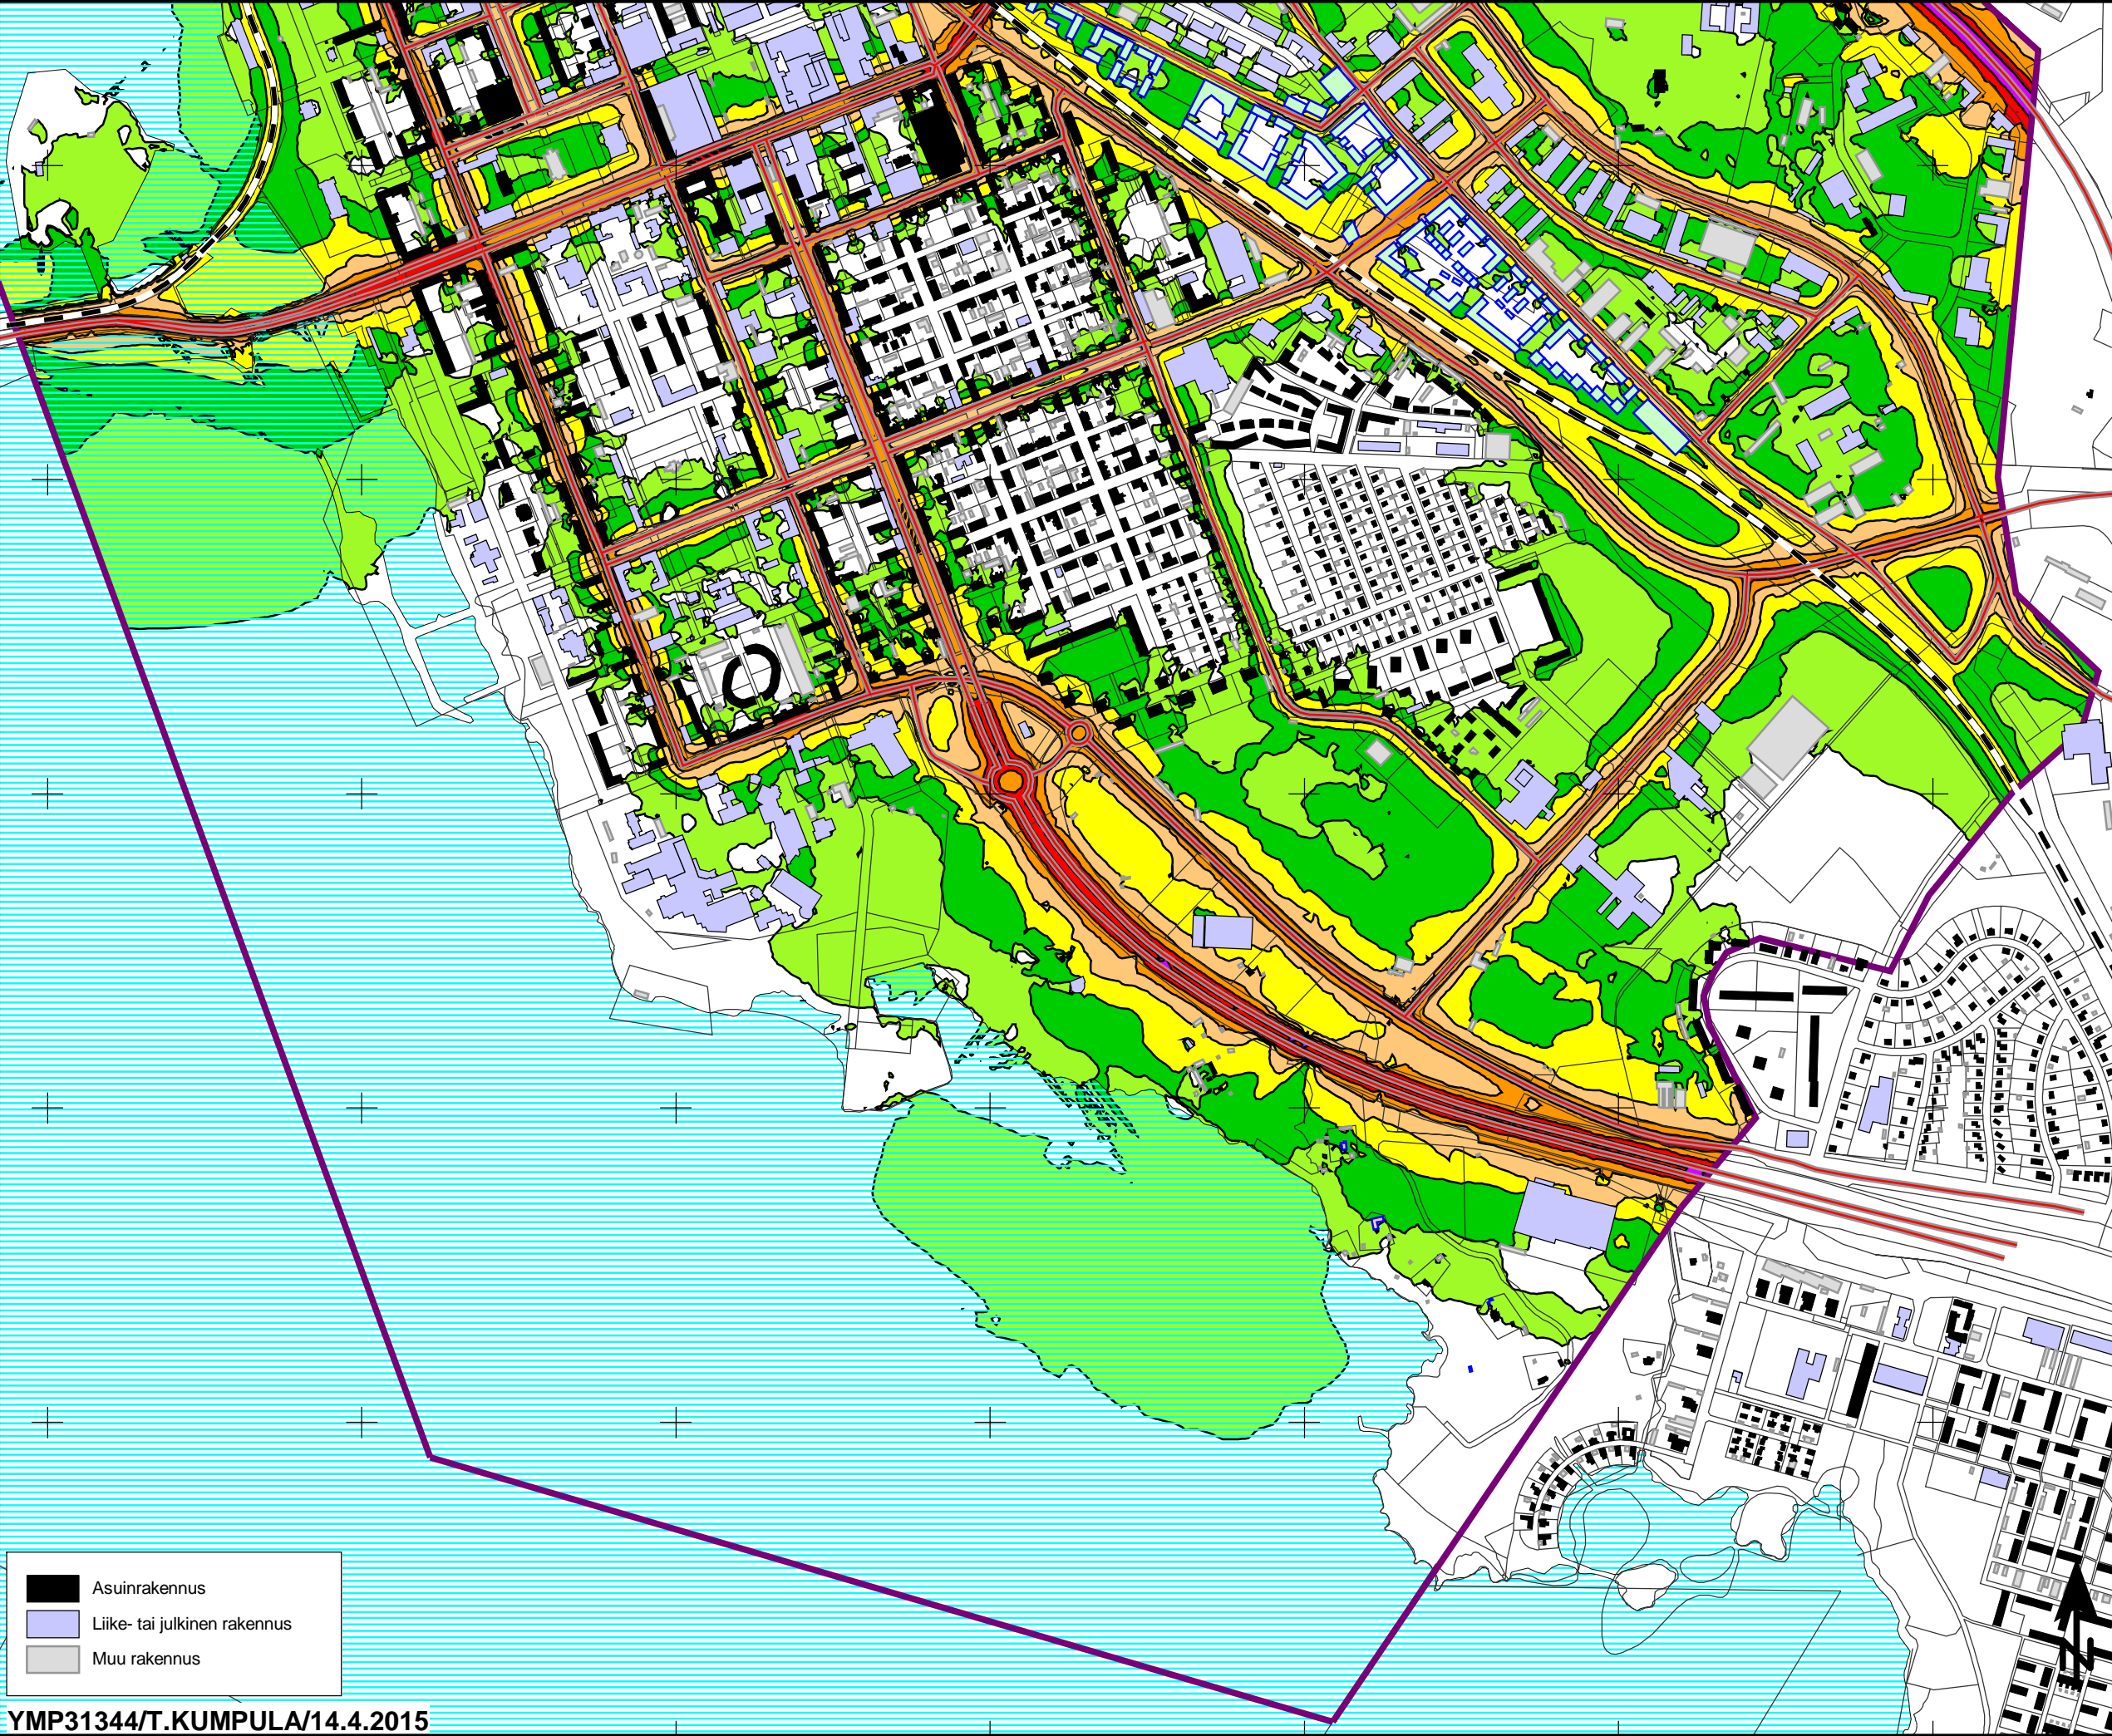 Asuinrakennus
Liike- tai julkinen rakennus
Muu rakennus
YMP31344/T.KUMPULA/14.4.2015
N